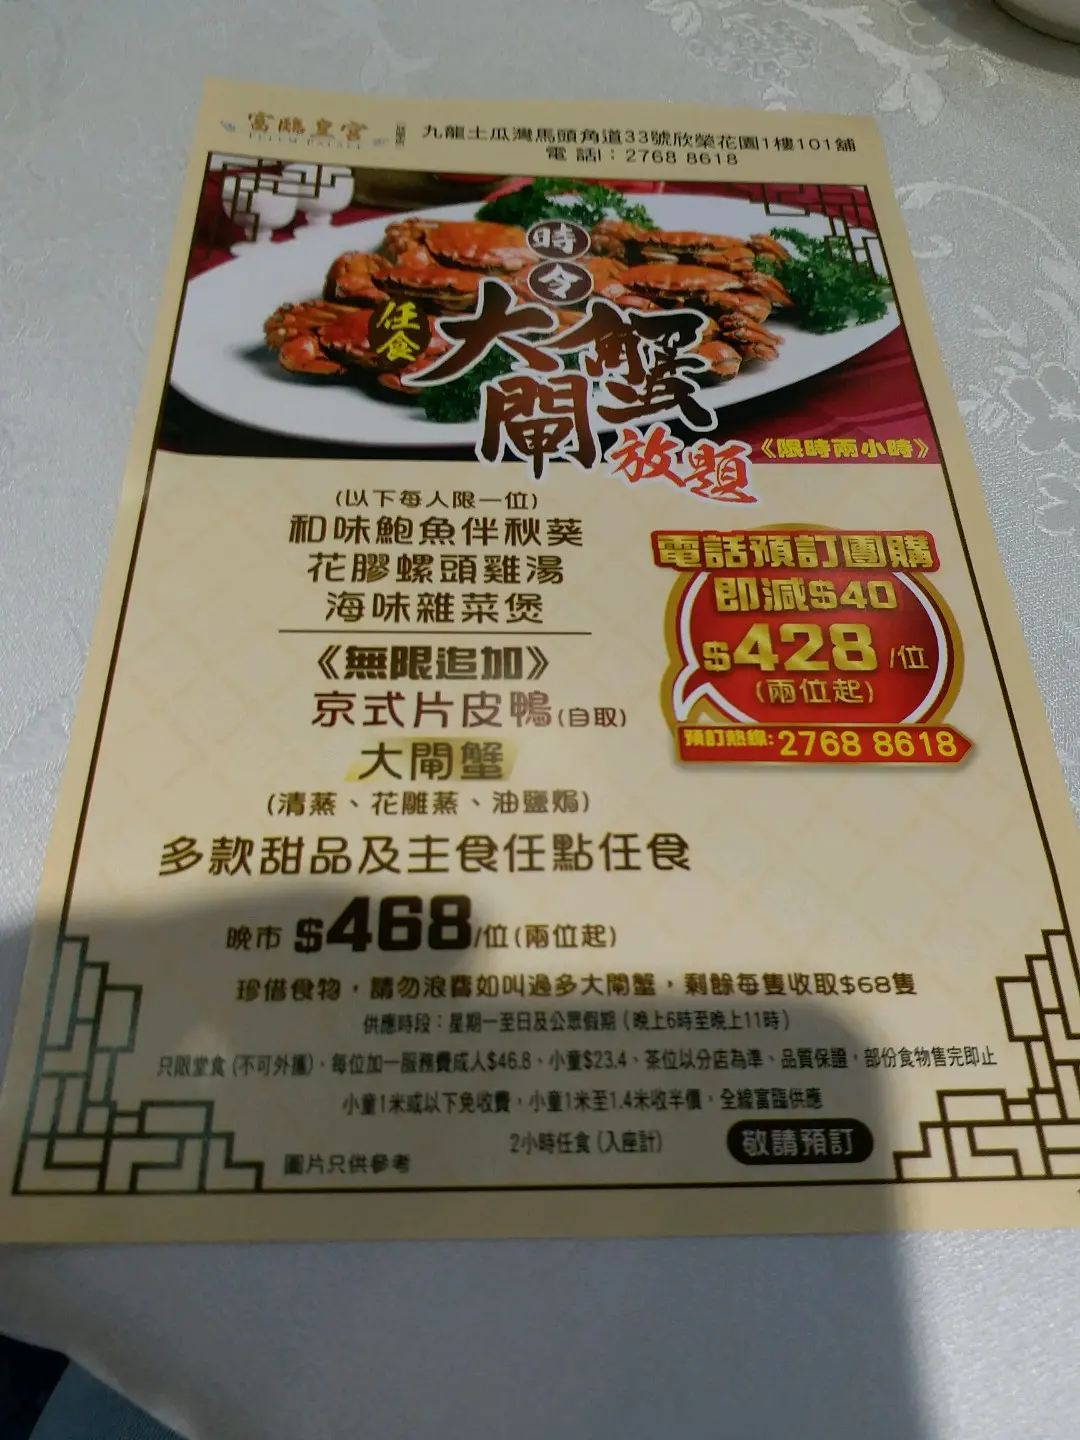 富臨皇宮
九龍土瓜灣馬頭角道33號欣榮花園1樓101舖
電話：2768 8618
時令
任食
大閘蟹
放題
《限時兩小時》
(以下每人限一位)
和味鮑魚伴秋葵
花膠螺頭雞湯
海味雜菜煲
《無限追加》
京式片皮鴨(自取)
大閘蟹
(清蒸、花雕蒸、油鹽焗)
多款甜品及主食任點任食
電話預訂團購
即減$40
$428/位
(兩位起)
預訂熱線:2768 8618
晚市 $468/位(兩位起)
珍借食物，請勿浪費如叫過多大閘蟹，剩餘每隻收取$68隻
供應時段：星期一至日及公眾假期（晚上6時至晚上11時）
只限堂食 (不可外攜)、每位加一服務費成人$46.8、小童$23.4、茶位以分店為準、品質保證，部份食物售完即止
小童1米或以下免收費，小童1米至1.4米收半價，全線富臨供應
2小時任食 (入座計)
敬請預訂
圖片只供參考